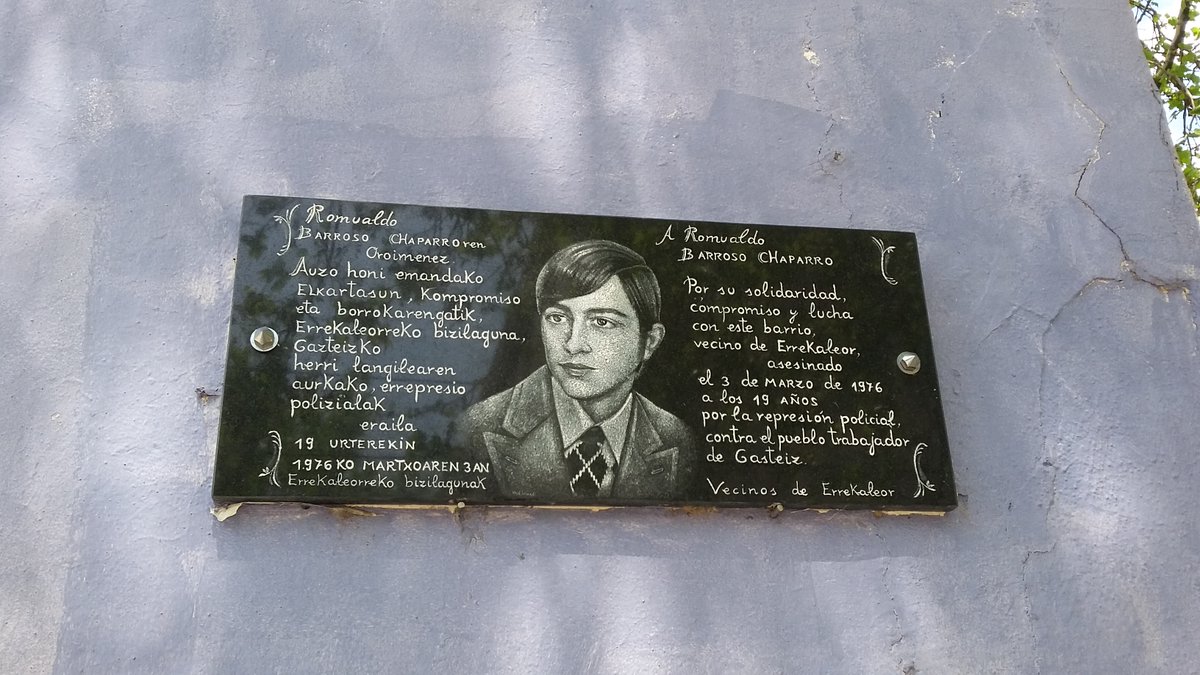 Romualdo
BARROSO CHAPARROren
Oroimenez
Auzo honi emandako
Elkartasun, Kompromiso
eta borrokarengatik,
Errekaleorreko bizilaguna,
Gazteizko
herri langilearen
aurkako, errepresio
polizialak
eraila
19 URTEREKIN
1976KO MARTXOAREN 3AN
Errekaleorreko bizilagunak
A Romualdo
BARROSO CHAPARRO
Por su solidaridad,
compromiso y lucha
con este barrio,
vecino de Errekaleor,
asesinado
el 3 de MARZO de 1976
a los 19 AÑOS
por la represión policial,
contra el pueblo trabajador
de Gasteiz.
Vecinos de Errekaleor